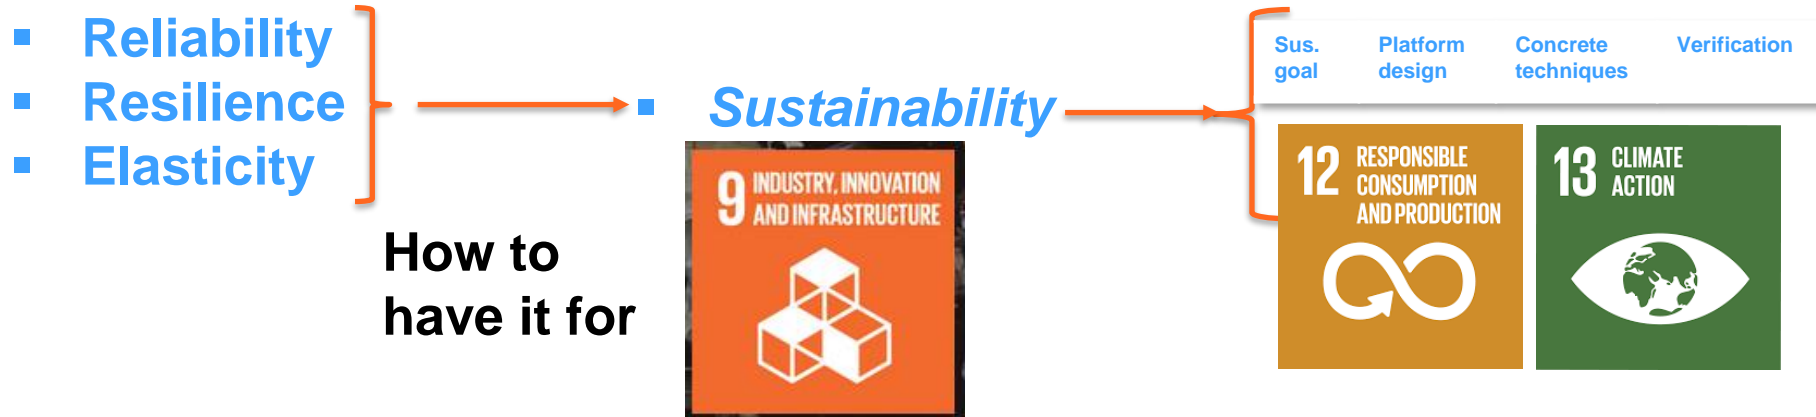 ▪ Reliability
▪ Resilience
▪ Elasticity
How to
have it for
▪ Sustainability
9 INDUSTRY, INNOVATION
AND INFRASTRUCTURE
Sus.
goal
Platform
design
Concrete
techniques
Verification
12 RESPONSIBLE
CONSUMPTION
AND PRODUCTION
13 CLIMATE
ACTION